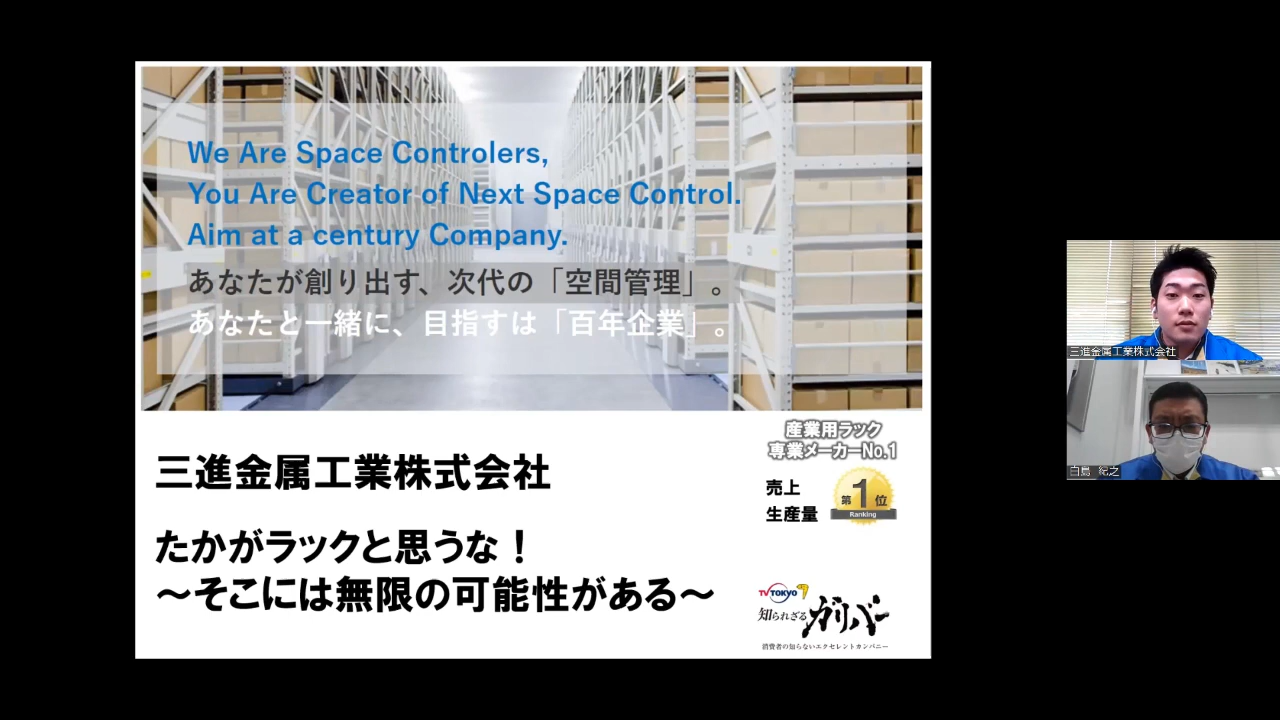 We Are Space Controlers,
You Are Creator of Next Space Control.
Aim at a century Company.
あなたが創り出す、次代の「空間管理」。
あなたと一緒に、目指すは「百年企業」。
産業用ラック
専業メーカーNo.1
三進金属工業株式会社
売上
生産量
第1位
Ranking
たかがラックと思うな！
～そこには無限の可能性がある～
TV TOKYO 7
知られざる
ガリバー
消費者の知らないエクセレントカンパニー
三進金属工業株式会社
白島 紀之